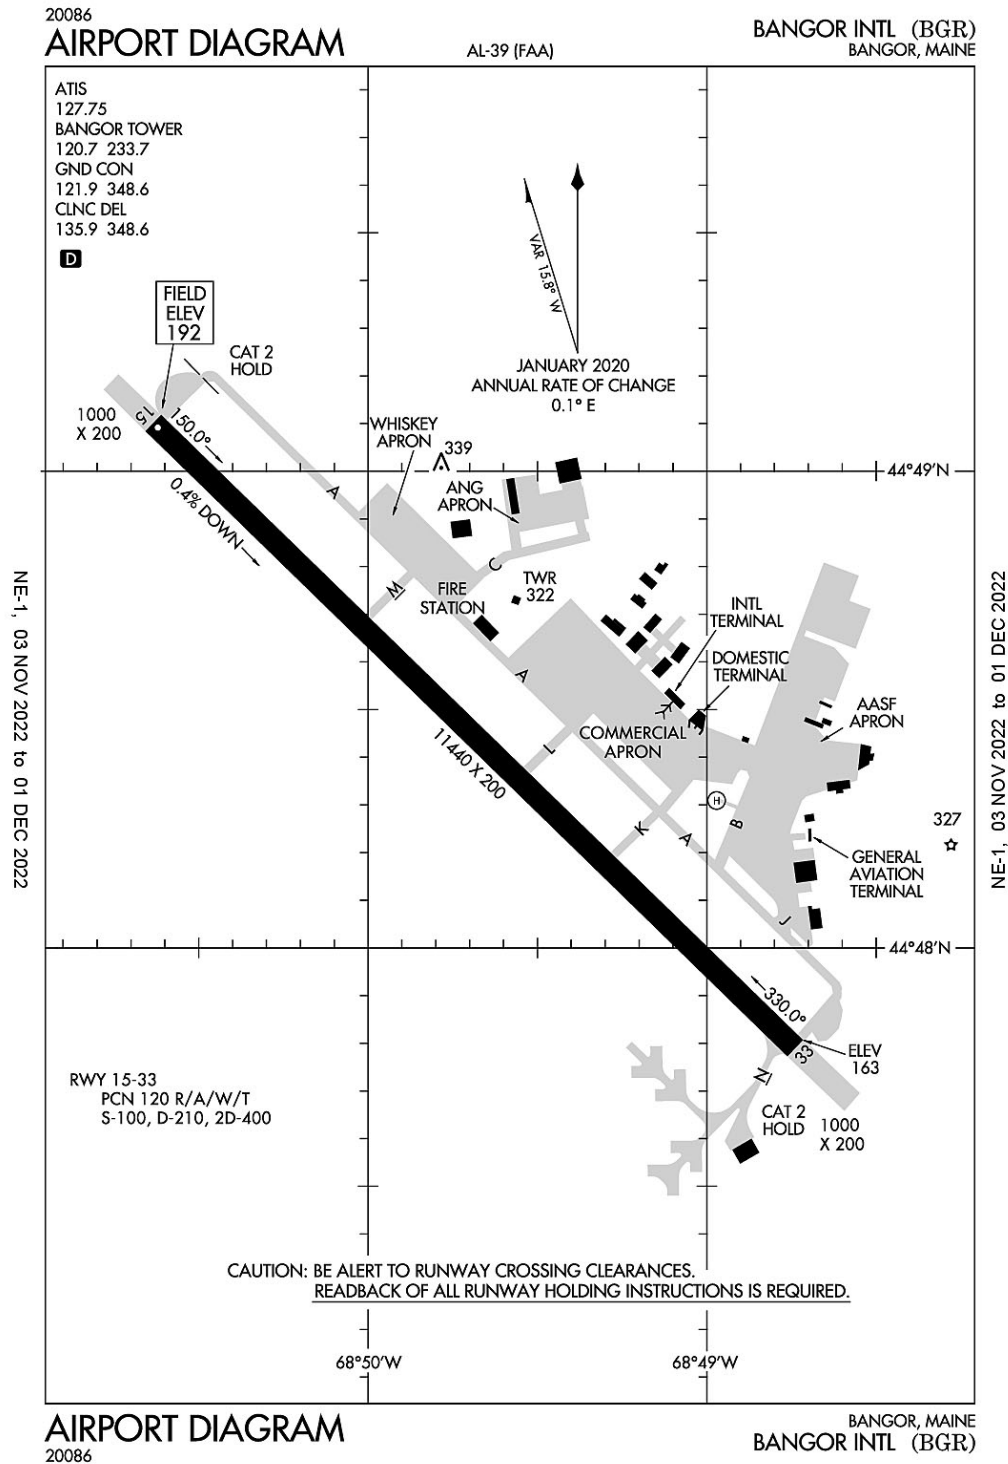 20086
AIRPORT DIAGRAM
AL-39 (FAA)
BANGOR INTL (BGR)
BANGOR, MAINE
ATIS
127.75
BANGOR TOWER
120.7 233.7
GND CON
121.9 348.6
CLNC DEL
135.9 348.6
D
VAR 15.8° W
JANUARY 2020
ANNUAL RATE OF CHANGE
0.1° E
FIELD
ELEV
192
CAT 2
HOLD
1000
X 200
15
150.0°
0.4% DOWN
A
WHISKEY
APRON
339
ANG
APRON
44°49'N
M
C
FIRE
STATION
TWR
322
INTL
TERMINAL
DOMESTIC
TERMINAL
A
COMMERCIAL
APRON
AASF
APRON
11440 X 200
L
H
K
A
B
327
GENERAL
AVIATION
TERMINAL
J
44°48'N
330.0°
33
ELEV
163
N
CAT 2
HOLD
1000
X 200
RWY 15-33
PCN 120 R/A/W/T
S-100, D-210, 2D-400
CAUTION: BE ALERT TO RUNWAY CROSSING CLEARANCES.
READBACK OF ALL RUNWAY HOLDING INSTRUCTIONS IS REQUIRED.
68°50'W
68°49'W
NE-1, 03 NOV 2022 to 01 DEC 2022
NE-1, 03 NOV 2022 to 01 DEC 2022
AIRPORT DIAGRAM
20086
BANGOR, MAINE
BANGOR INTL (BGR)